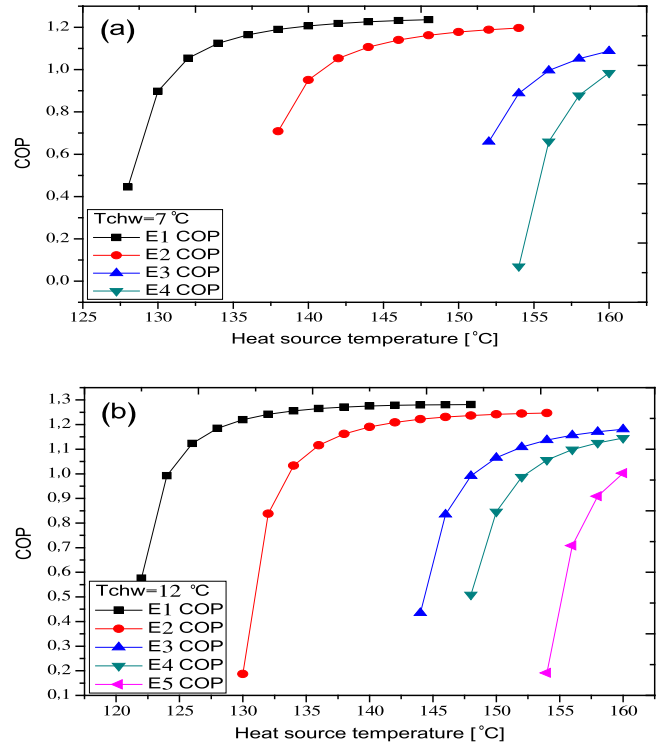 (a)
1.2
1.0
0.8
0.6
0.4
0.2
0.0
COP
Tchw=7 ℃
E1 COP
E2 COP
E3 COP
E4 COP
125 130 135 140 145 150 155 160
Heat source temperature [℃]
(b)
1.3
1.2
1.1
1.0
0.9
0.8
0.7
0.6
0.5
0.4
0.3
0.2
0.1
COP
Tchw=12 ℃
E1 COP
E2 COP
E3 COP
E4 COP
E5 COP
120 125 130 135 140 145 150 155 160
Heat source temperature [℃]